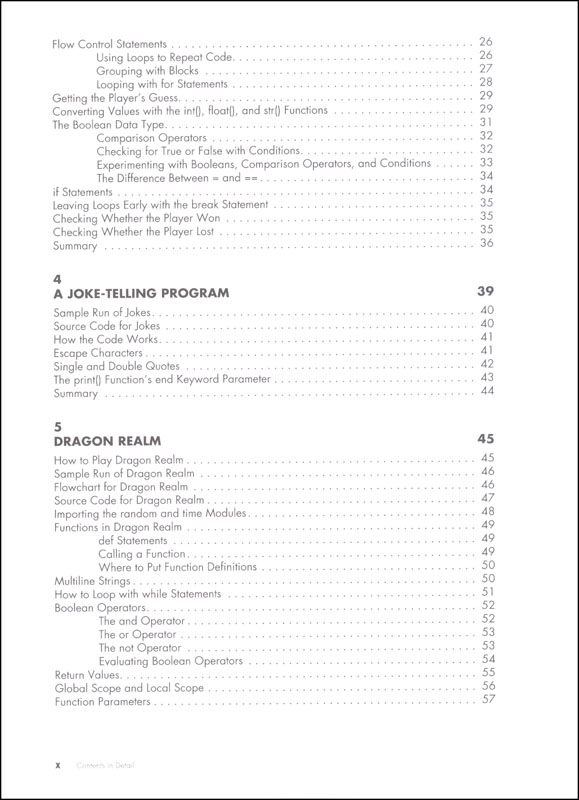 Flow Control Statements . . . . . . . . . . . . . . . . . . . . . . . . . . . . . . . . . . . . . . . . 26
Using Loops to Repeat Code. . . . . . . . . . . . . . . . . . . . . . . . . . . . . . . . 26
Grouping with Blocks . . . . . . . . . . . . . . . . . . . . . . . . . . . . . . . . . . . . 27
Looping with for Statements . . . . . . . . . . . . . . . . . . . . . . . . . . . . . . . . 28
Getting the Player's Guess. . . . . . . . . . . . . . . . . . . . . . . . . . . . . . . . . . . . . . . 29
Converting Values with the int(), float(), and str() Functions . . . . . . . . . . . . . . . . . . . 29
The Boolean Data Type. . . . . . . . . . . . . . . . . . . . . . . . . . . . . . . . . . . . . . . . . 31
Comparison Operators . . . . . . . . . . . . . . . . . . . . . . . . . . . . . . . . . . . 32
Checking for True or False with Conditions. . . . . . . . . . . . . . . . . . . . . . . 32
Experimenting with Booleans, Comparison Operators, and Conditions . . . . . . 33
The Difference Between = and == . . . . . . . . . . . . . . . . . . . . . . . . . . . . 34
if Statements . . . . . . . . . . . . . . . . . . . . . . . . . . . . . . . . . . . . . . . . . . . . . . . 34
Leaving Loops Early with the break Statement . . . . . . . . . . . . . . . . . . . . . . . . . . . 35
Checking Whether the Player Won . . . . . . . . . . . . . . . . . . . . . . . . . . . . . . . . . . 35
Checking Whether the Player Lost . . . . . . . . . . . . . . . . . . . . . . . . . . . . . . . . . . 35
Summary . . . . . . . . . . . . . . . . . . . . . . . . . . . . . . . . . . . . . . . . . . . . . . . . . 36
4
A JOKE-TELLING PROGRAM 39
Sample Run of Jokes. . . . . . . . . . . . . . . . . . . . . . . . . . . . . . . . . . . . . . . . . . . 40
Source Code for Jokes . . . . . . . . . . . . . . . . . . . . . . . . . . . . . . . . . . . . . . . . . 40
How the Code Works. . . . . . . . . . . . . . . . . . . . . . . . . . . . . . . . . . . . . . . . . . 41
Escape Characters . . . . . . . . . . . . . . . . . . . . . . . . . . . . . . . . . . . . . . . . . . . . 41
Single and Double Quotes . . . . . . . . . . . . . . . . . . . . . . . . . . . . . . . . . . . . . . . 42
The print() Function's end Keyword Parameter . . . . . . . . . . . . . . . . . . . . . . . . . . . 43
Summary . . . . . . . . . . . . . . . . . . . . . . . . . . . . . . . . . . . . . . . . . . . . . . . . . 44
5
DRAGON REALM 45
How to Play Dragon Realm . . . . . . . . . . . . . . . . . . . . . . . . . . . . . . . . . . . . . . 45
Sample Run of Dragon Realm . . . . . . . . . . . . . . . . . . . . . . . . . . . . . . . . . . . . . 46
Flowchart for Dragon Realm . . . . . . . . . . . . . . . . . . . . . . . . . . . . . . . . . . . . . . 46
Source Code for Dragon Realm . . . . . . . . . . . . . . . . . . . . . . . . . . . . . . . . . . . . 47
Importing the random and time Modules . . . . . . . . . . . . . . . . . . . . . . . . . . . . . . 48
Functions in Dragon Realm . . . . . . . . . . . . . . . . . . . . . . . . . . . . . . . . . . . . . . . 49
def Statements . . . . . . . . . . . . . . . . . . . . . . . . . . . . . . . . . . . . . . . . 49
Calling a Function. . . . . . . . . . . . . . . . . . . . . . . . . . . . . . . . . . . . . . . 49
Where to Put Function Definitions . . . . . . . . . . . . . . . . . . . . . . . . . . . . 50
Multiline Strings . . . . . . . . . . . . . . . . . . . . . . . . . . . . . . . . . . . . . . . . . . . . . 50
How to Loop with while Statements . . . . . . . . . . . . . . . . . . . . . . . . . . . . . . . . . 51
Boolean Operators. . . . . . . . . . . . . . . . . . . . . . . . . . . . . . . . . . . . . . . . . . . . 52
The and Operator . . . . . . . . . . . . . . . . . . . . . . . . . . . . . . . . . . . . . . 52
The or Operator . . . . . . . . . . . . . . . . . . . . . . . . . . . . . . . . . . . . . . . 53
The not Operator . . . . . . . . . . . . . . . . . . . . . . . . . . . . . . . . . . . . . . 53
Evaluating Boolean Operators . . . . . . . . . . . . . . . . . . . . . . . . . . . . . . 54
Return Values. . . . . . . . . . . . . . . . . . . . . . . . . . . . . . . . . . . . . . . . . . . . . . . 55
Global Scope and Local Scope . . . . . . . . . . . . . . . . . . . . . . . . . . . . . . . . . . . . 56
Function Parameters . . . . . . . . . . . . . . . . . . . . . . . . . . . . . . . . . . . . . . . . . . . 57
x Contents in Detail